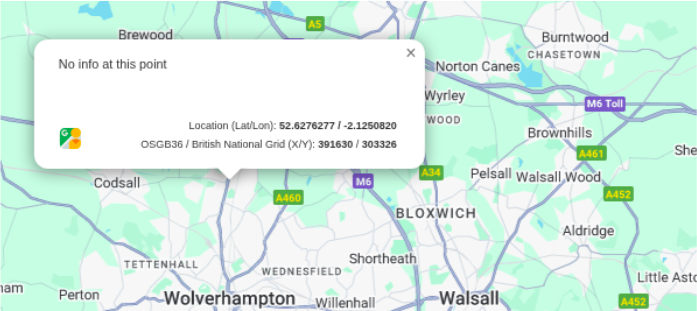 A5
Brewood
Burntwood
CHASETOWN
No info at this point
×
Norton Canes
Wyrley
M6 Toll
WOOD
Location (Lat/Lon): 52.6276277 / -2.1250820
Brownhills
OSGB36 / British National Grid (X/Y): 391630 / 303326
A461
She
A34
Pelsall
Walsall Wood
Codsall
M6
A460
A452
BLOXWICH
Aldridge
TETTENHALL
WEDNESFIELD
Shortheath
Little Asto
ham
Perton
Wolverhampton
Willenhall
Walsall
A452